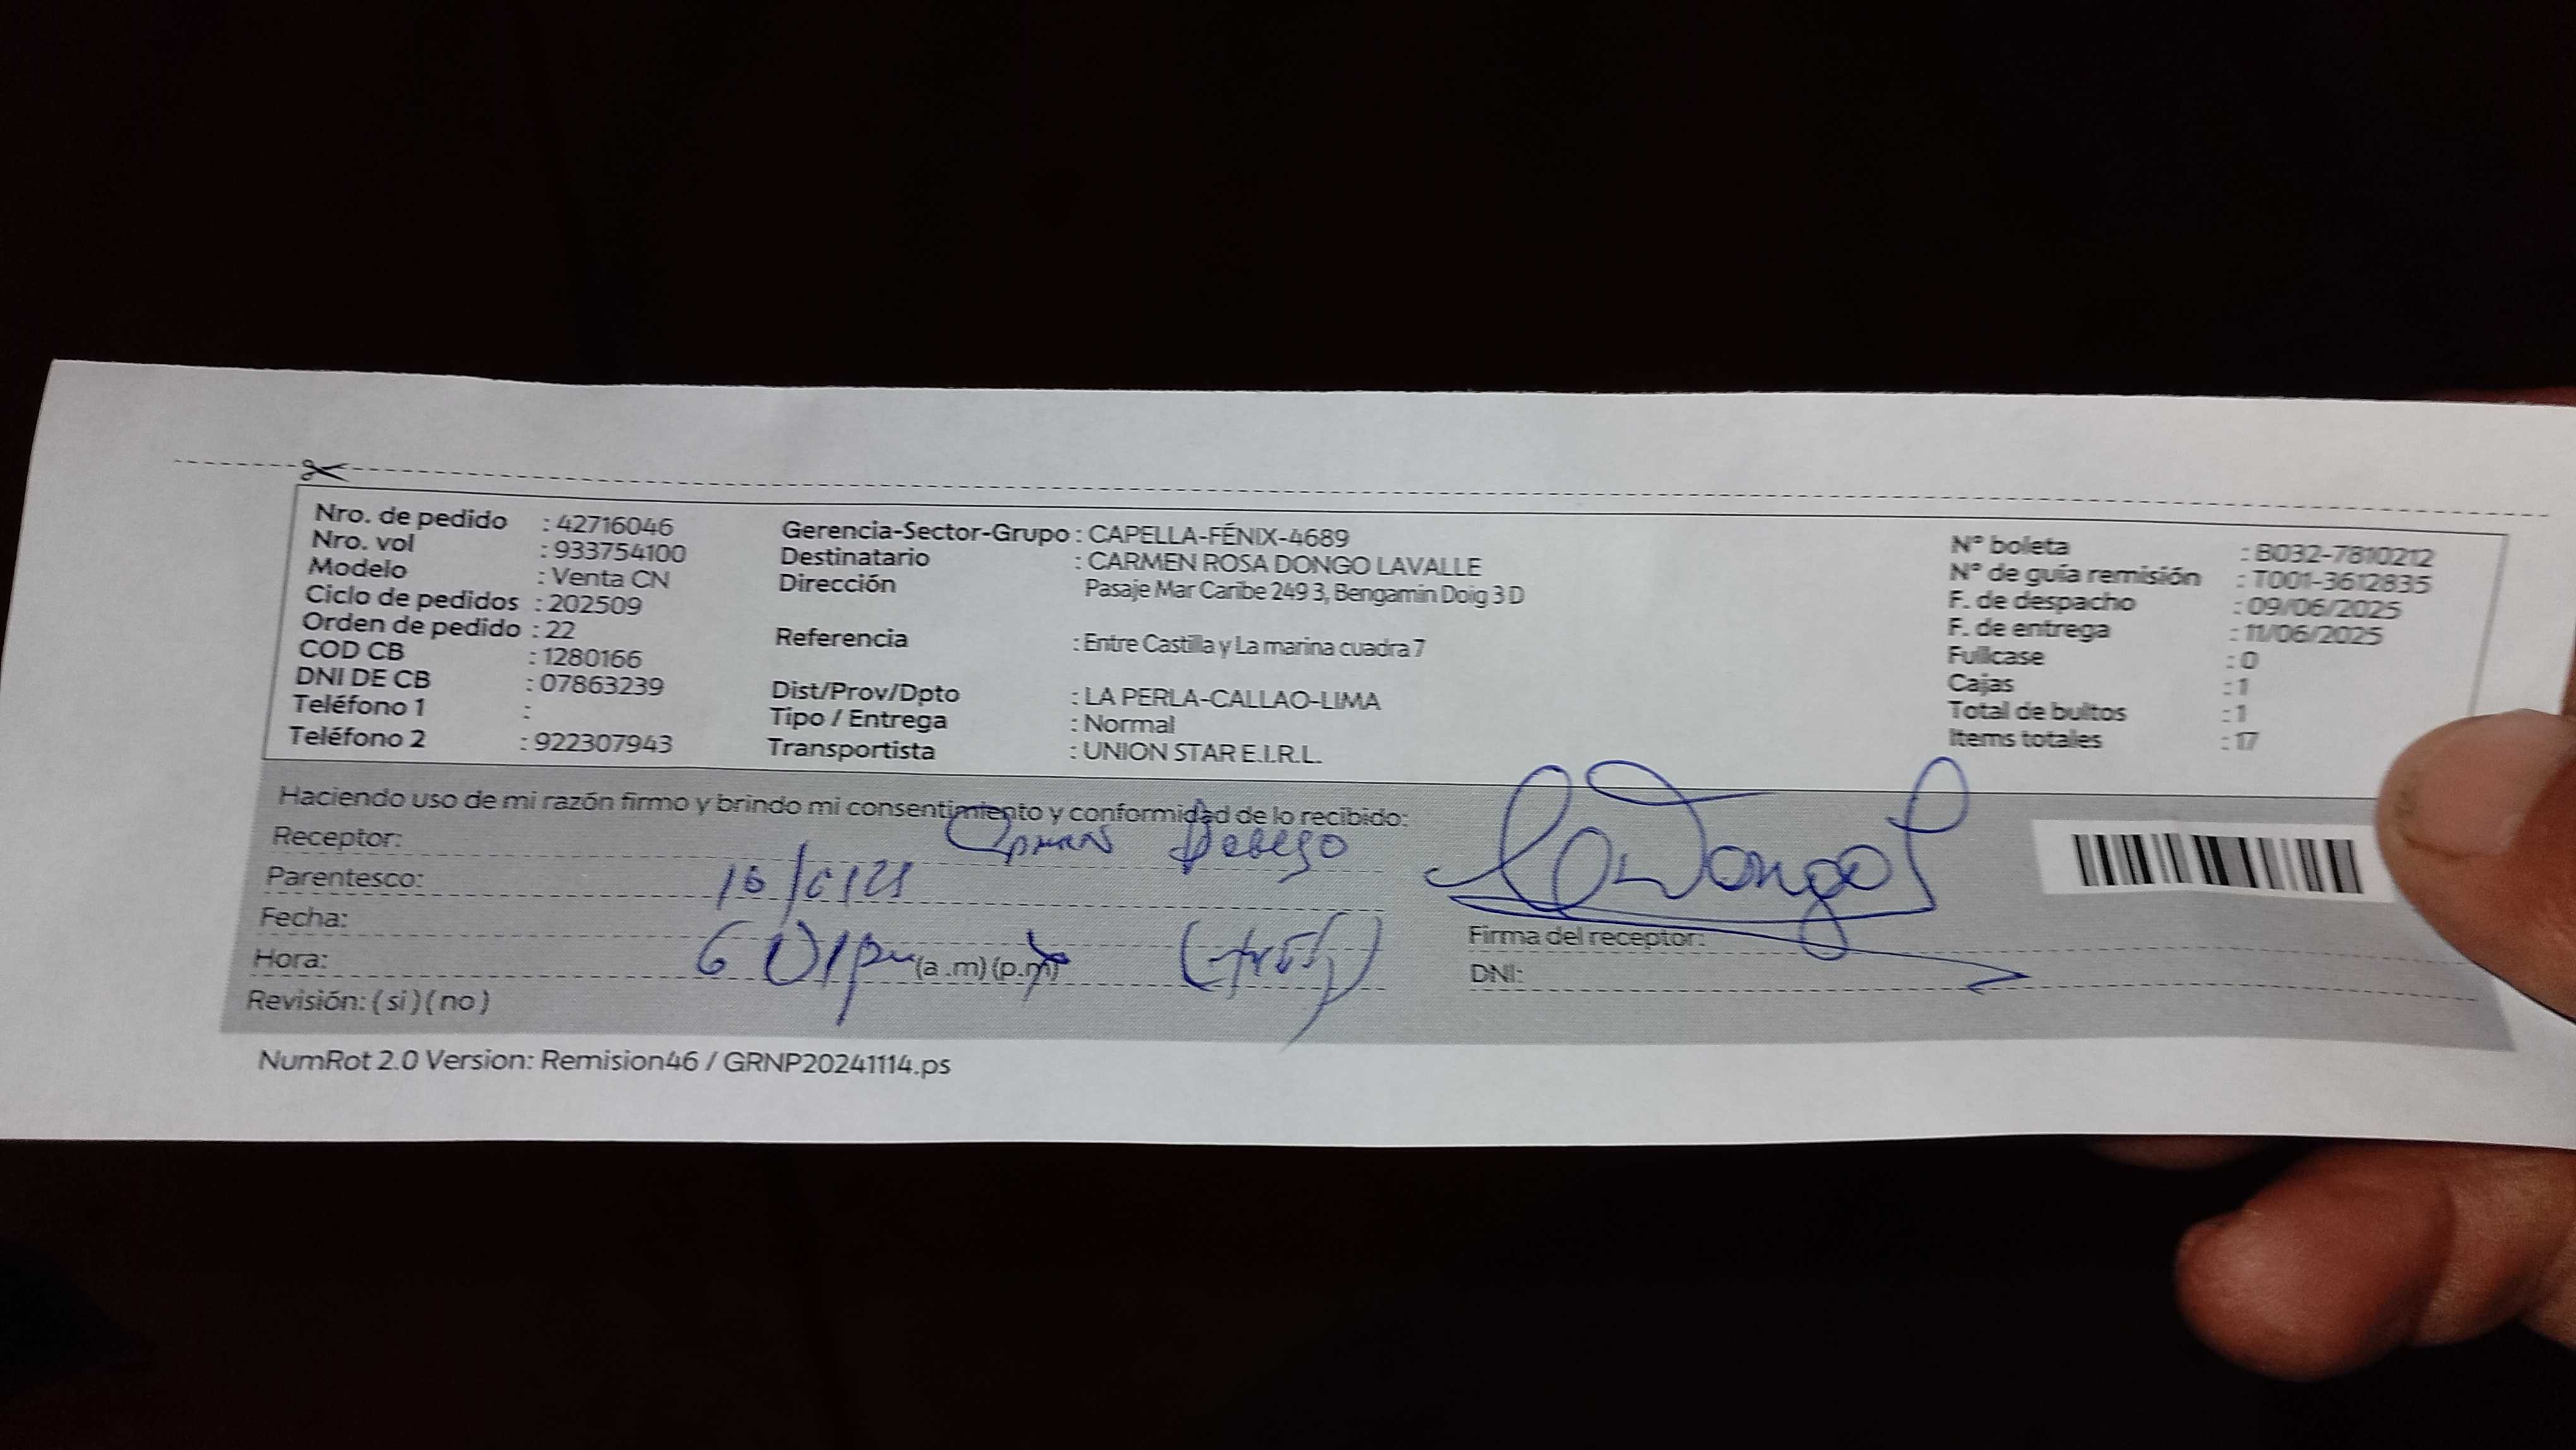 Nro. de pedido : 42716046
Nro. vol : 933754100
Modelo : Venta CN
Ciclo de pedidos : 202509
Orden de pedido : 22
COD CB : 1280166
DNI DE CB : 07863239
Teléfono 1 :
Teléfono 2 : 922307943
Gerencia-Sector-Grupo : CAPELLA-FÉNIX-4689
Destinatario : CARMEN ROSA DONGO LAVALLE
Dirección Pasaje Mar Caribe 249 3, Bengamin Doig 3 D
Referencia : Entre Castilla y La marina cuadra 7
Dist/Prov/Dpto : LA PERLA-CALLAO-LIMA
Tipo / Entrega : Normal
Transportista : UNION STAR E.I.R.L.
N° boleta : B032-7810212
N° de guía remisión : T001-3612835
F. de despacho : 09/06/2025
F. de entrega : 11/06/2025
Fullcase : 0
Cajas : 1
Total de bultos : 1
Items totales : 17
Haciendo uso de mi razón firmo y brindo mi consentimiento y conformidad de lo recibido:
Receptor:
Parentesco:
Fecha:
Hora: (a.m) (p.m)
Revisión: ( si ) ( no )
Firma del receptor:
DNI:
NumRot 2.0 Version: Remision46 / GRNP20241114.ps